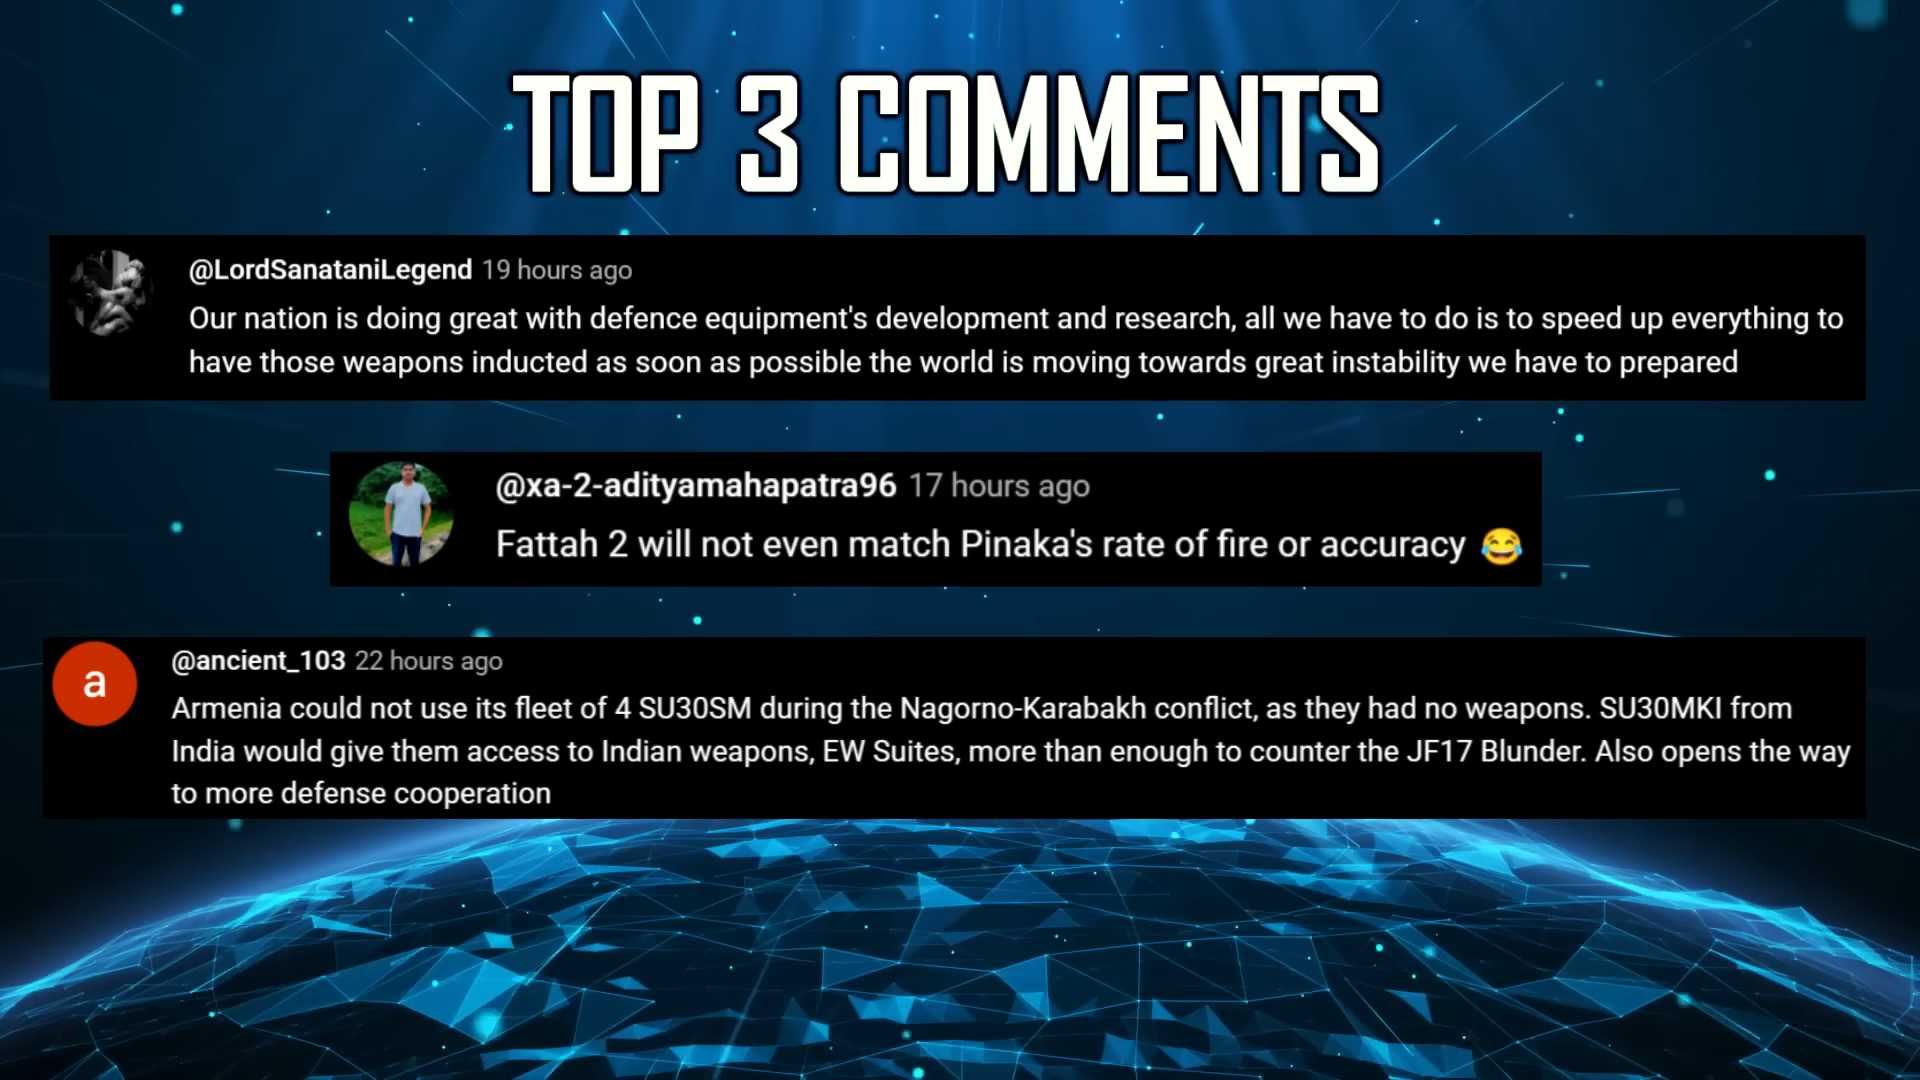 TOP 3 COMMENTS
@LordSanataniLegend 19 hours ago
Our nation is doing great with defence equipment's development and research, all we have to do is to speed up everything to
have those weapons inducted as soon as possible the world is moving towards great instability we have to prepared
@xa-2-adityamahapatra96 17 hours ago
Fattah 2 will not even match Pinaka's rate of fire or accuracy 😂
a
@ancient_103 22 hours ago
Armenia could not use its fleet of 4 SU30SM during the Nagorno-Karabakh conflict, as they had no weapons. SU30MKI from
India would give them access to Indian weapons, EW Suites, more than enough to counter the JF17 Blunder. Also opens the way
to more defense cooperation